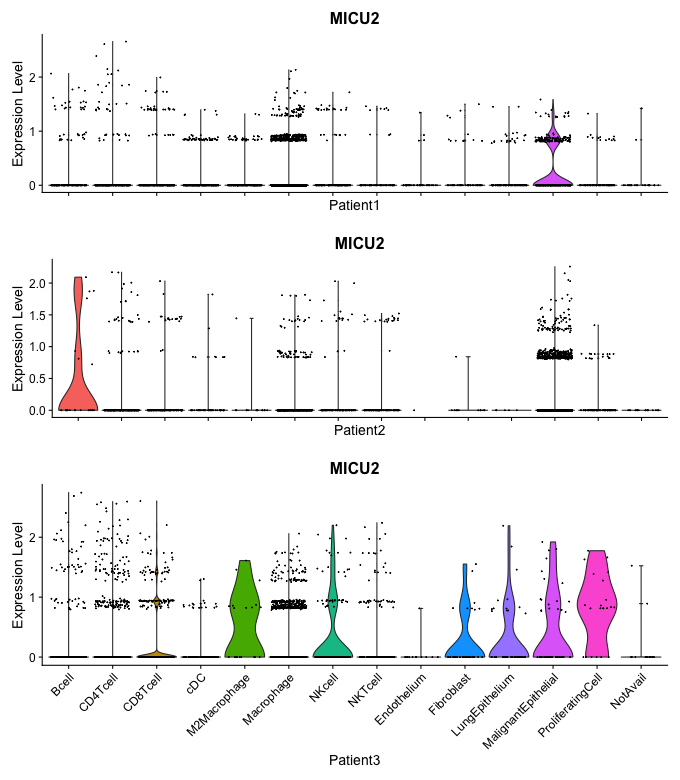 MICU2
Expression Level
2
1
0
Patient1
MICU2
Expression Level
2.0
1.5
1.0
0.5
0.0
Patient2
MICU2
Expression Level
2
1
0
Bcell
CD4Tcell
CD8Tcell
cDC
M2Macrophage
Macrophage
NKcell
NKTcell
Endothelium
Fibroblast
LungEpithelium
MalignantEpithelial
ProliferatingCell
NotAvail
Patient3